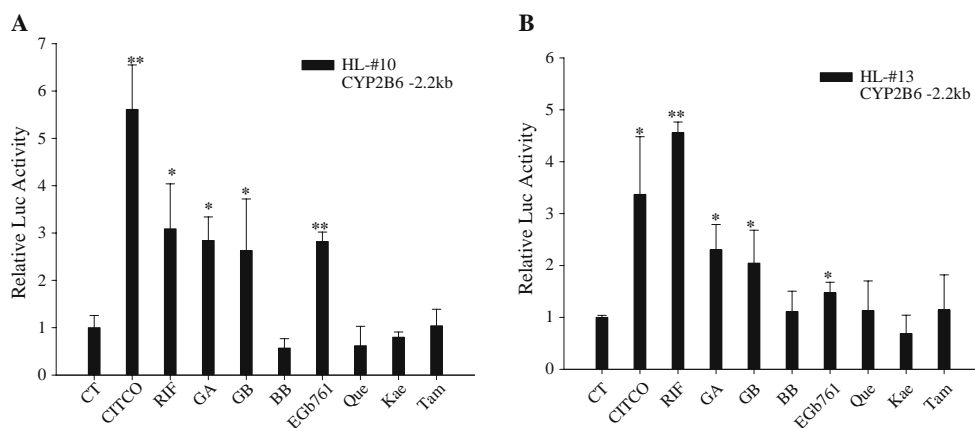 A
7
6
5
4
3
2
1
0
Relative Luc Activity
**
*
*
*
**
HL-#10
CYP2B6 -2.2kb
CT
CITCO
RIF
GA
GB
BB
EGb761
Que
Kae
Tam
B
6
5
4
3
2
1
0
Relative Luc Activity
*
**
*
*
*
HL-#13
CYP2B6 -2.2kb
CT
CITCO
RIF
GA
GB
BB
EGb761
Que
Kae
Tam